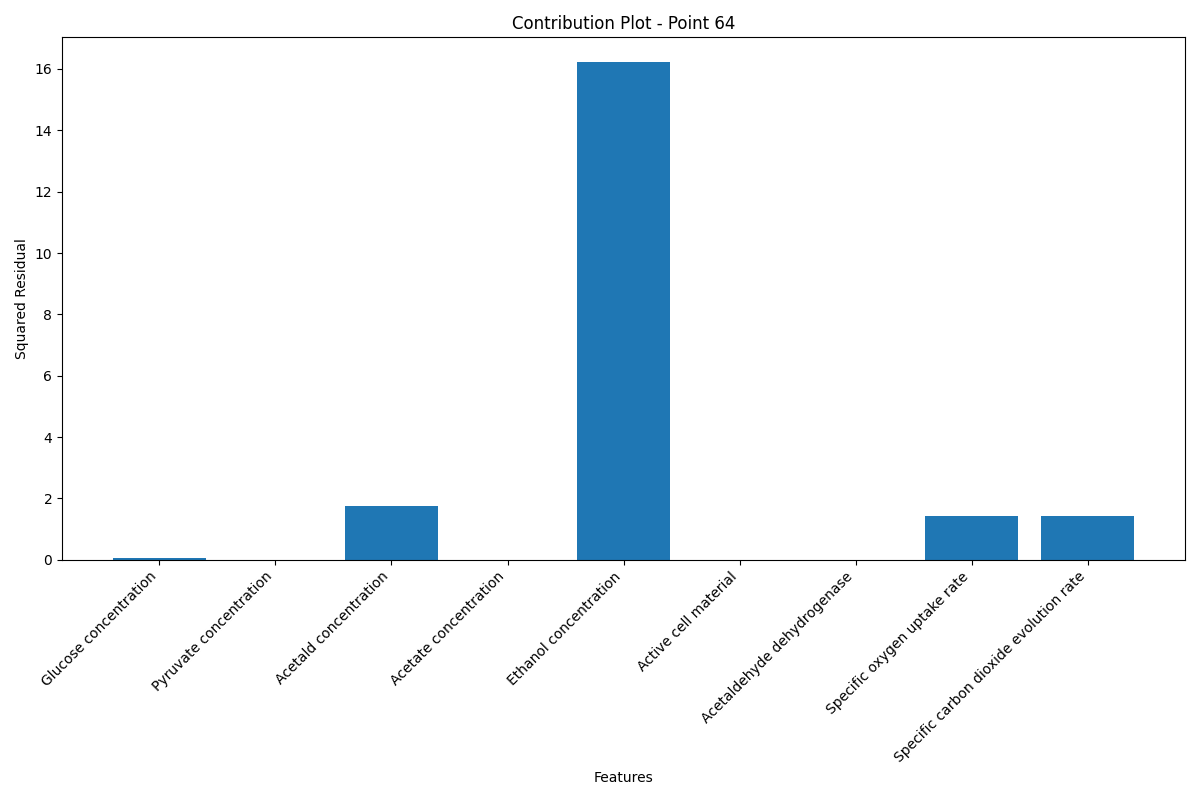 Contribution Plot - Point 64
Squared Residual
16
14
12
10
8
6
4
2
0
Glucose concentration
Pyruvate concentration
Acetald concentration
Acetate concentration
Ethanol concentration
Active cell material
Acetaldehyde dehydrogenase
Specific oxygen uptake rate
Specific carbon dioxide evolution rate
Features